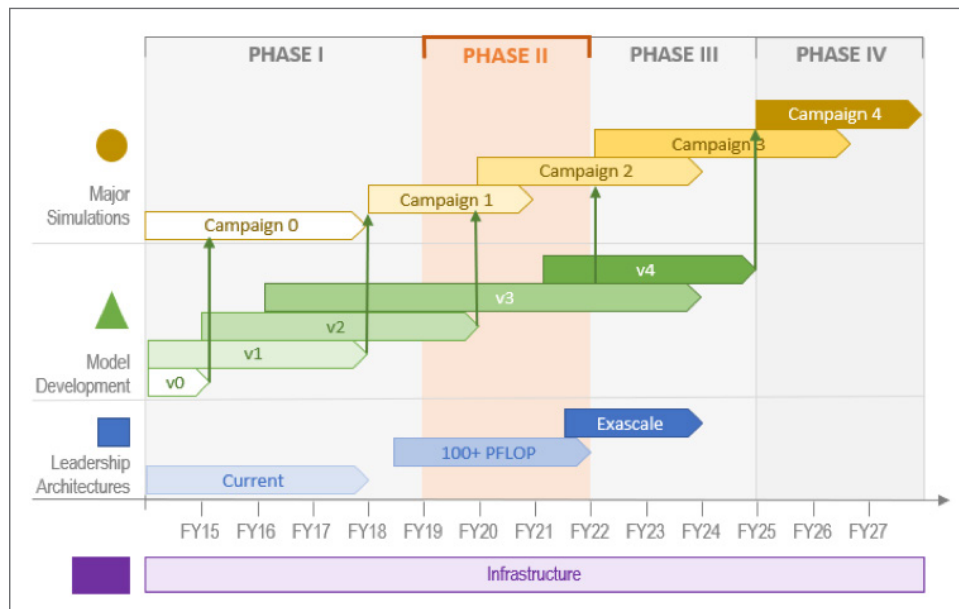 PHASE I
PHASE II
PHASE III
PHASE IV
Campaign 4
Campaign 3
Campaign 2
Campaign 1
Campaign 0
Major
Simulations
v4
v3
v2
v1
v0
Model
Development
Exascale
100+ PFLOP
Current
Leadership
Architectures
FY15 FY16 FY17 FY18 FY19 FY20 FY21 FY22 FY23 FY24 FY25 FY26 FY27
Infrastructure